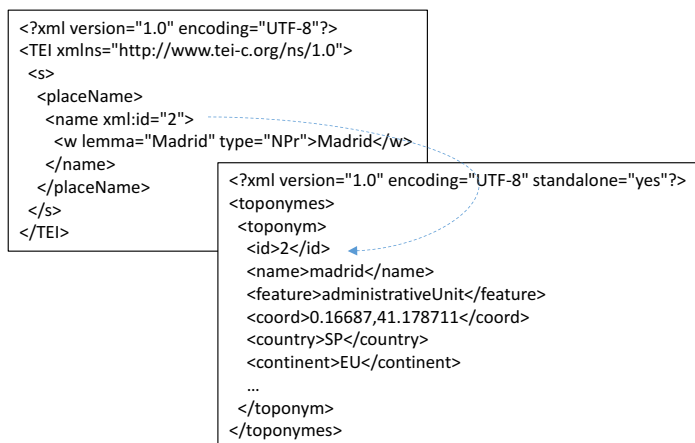 <?xml version="1.0" encoding="UTF-8"?>
<TEI xmlns="http://www.tei-c.org/ns/1.0">
<s>
<placeName>
<name xml:id="2">
<w lemma="Madrid" type="NPr">Madrid</w>
</name>
</placeName>
</s>
</TEI>
<?xml version="1.0" encoding="UTF-8" standalone="yes"?>
<toponymes>
<toponym>
<id>2</id>
<name>madrid</name>
<feature>administrativeUnit</feature>
<coord>0.16687,41.178711</coord>
<country>SP</country>
<continent>EU</continent>
...
</toponym>
</toponymes>